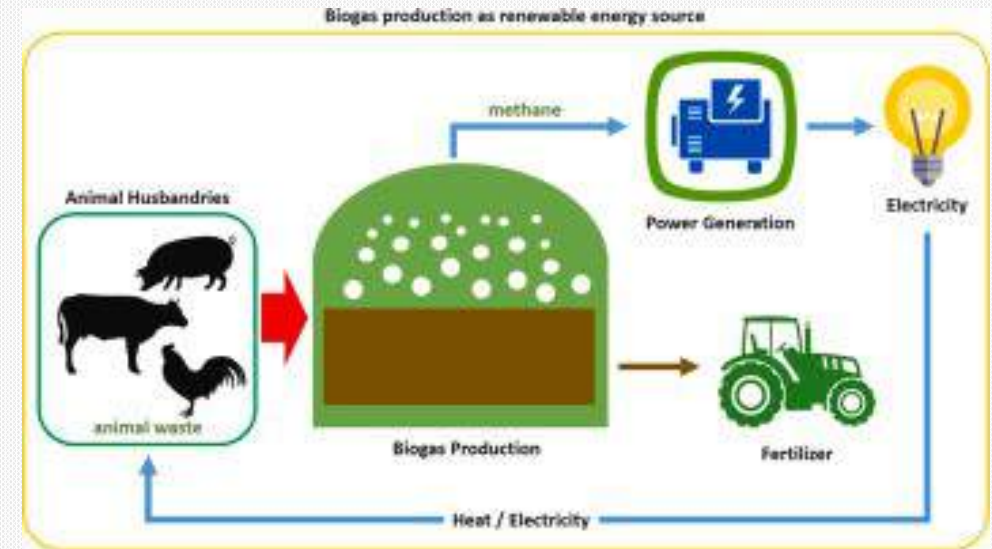 Biogas production as renewable energy source
methane
Animal Husbandries
Power Generation
Electricity
animal waste
Biogas Production
Fertilizer
Heat / Electricity